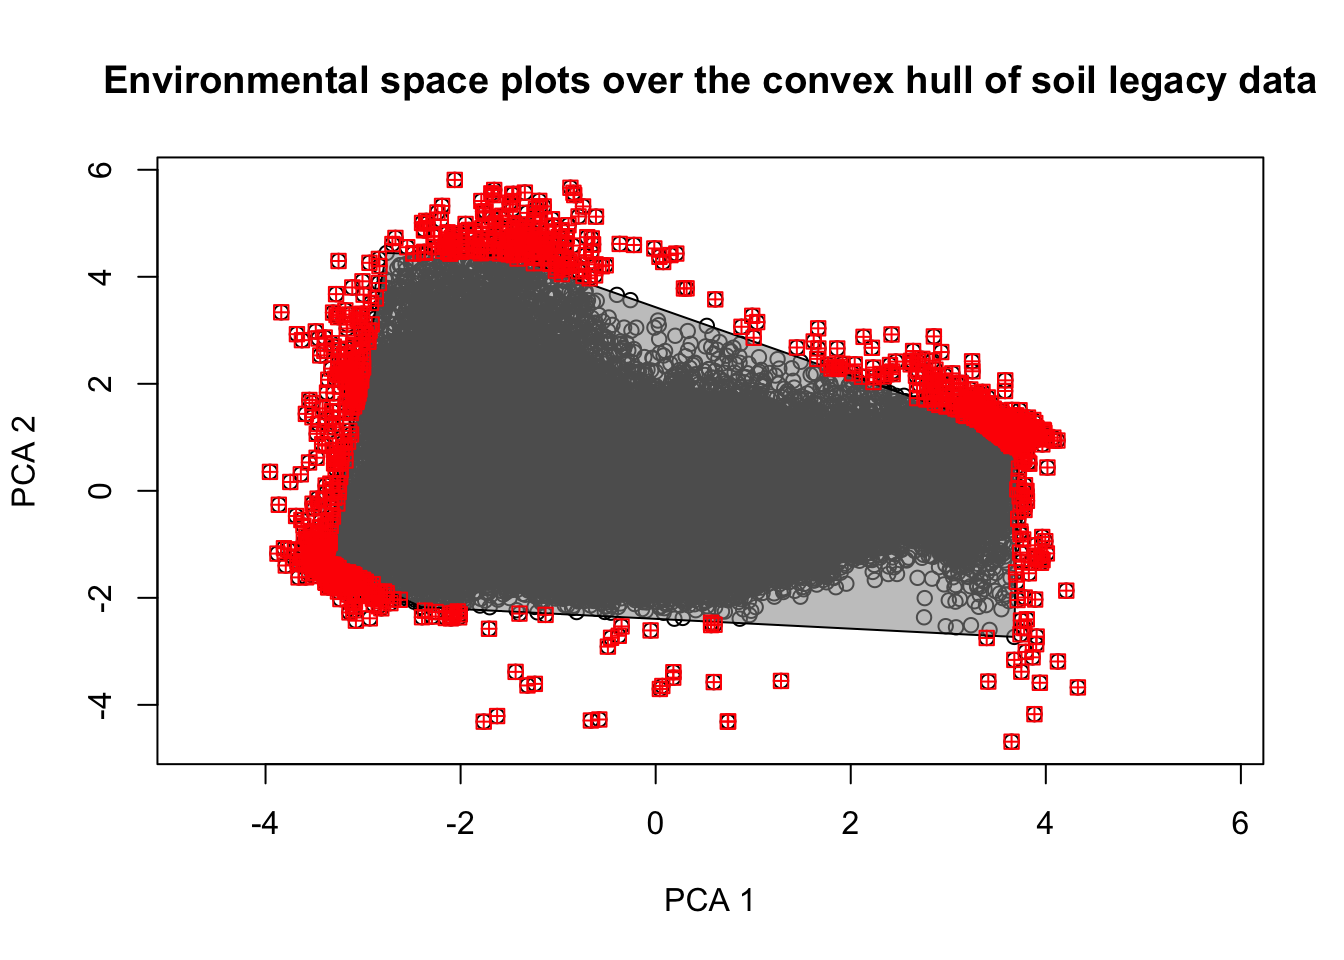 Environmental space plots over the convex hull of soil legacy data
6
4
2
0
-2
-4
PCA 2
-4 -2 0 2 4 6
PCA 1